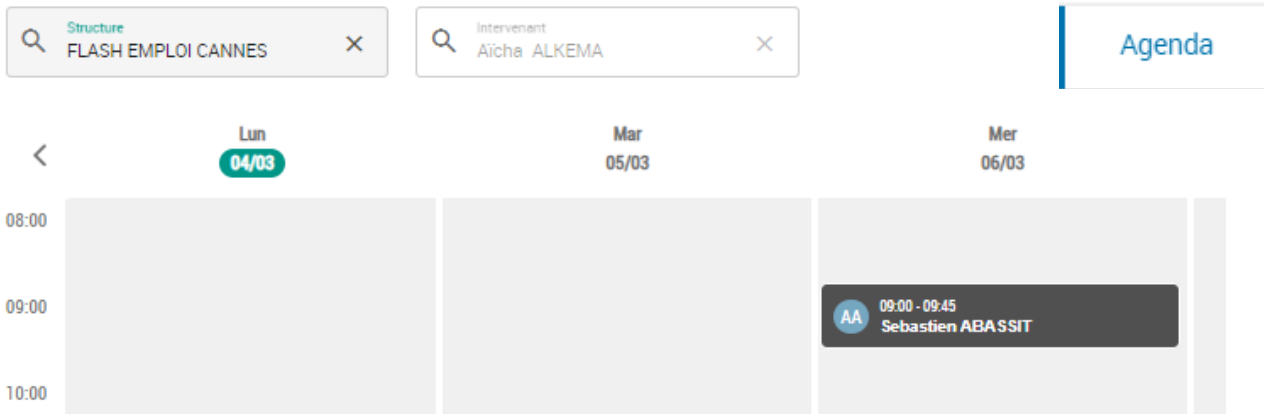 Structure
FLASH EMPLOI CANNES
Intervenant
Aïcha ALKEMA
Agenda
Lun
04/03
Mar
05/03
Mer
06/03
08:00
09:00
09:00 - 09:45
AA
Sebastien ABASSIT
10:00